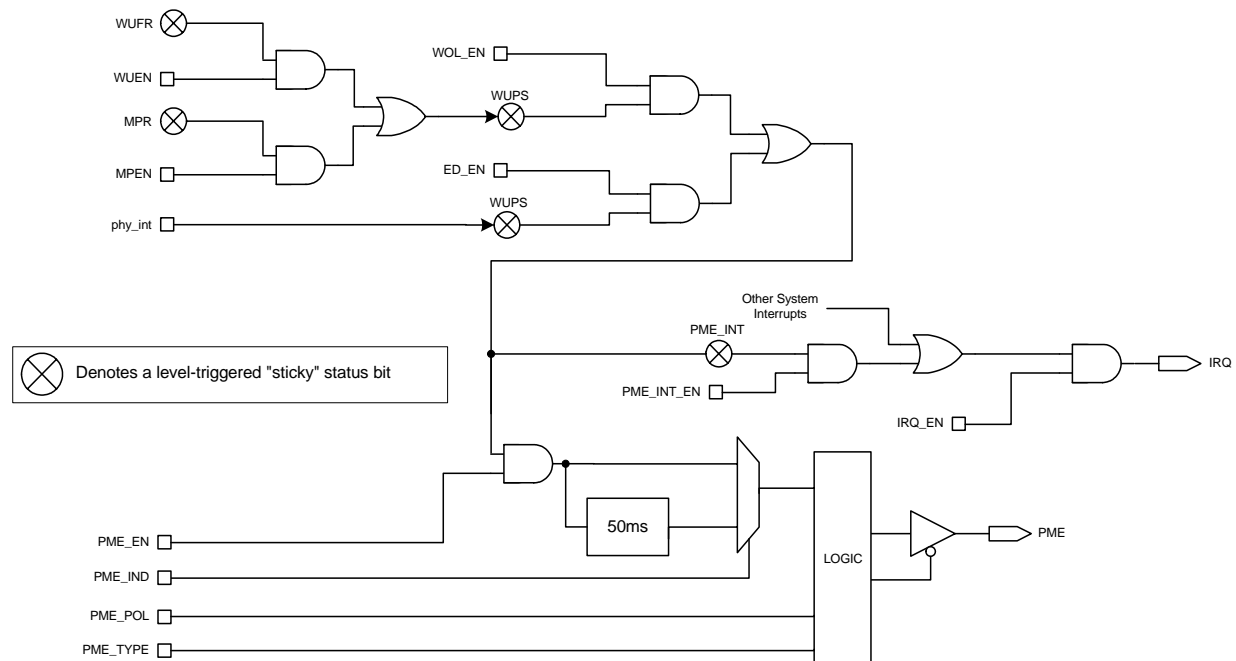 WUFR
WUEN
MPR
MPEN
phy_int
WOL_EN
WUPS
ED_EN
WUPS
Other System
Interrupts
PME_INT
PME_INT_EN
IRQ
IRQ_EN
Denotes a level-triggered "sticky" status bit
50ms
LOGIC
PME
PME_EN
PME_IND
PME_POL
PME_TYPE